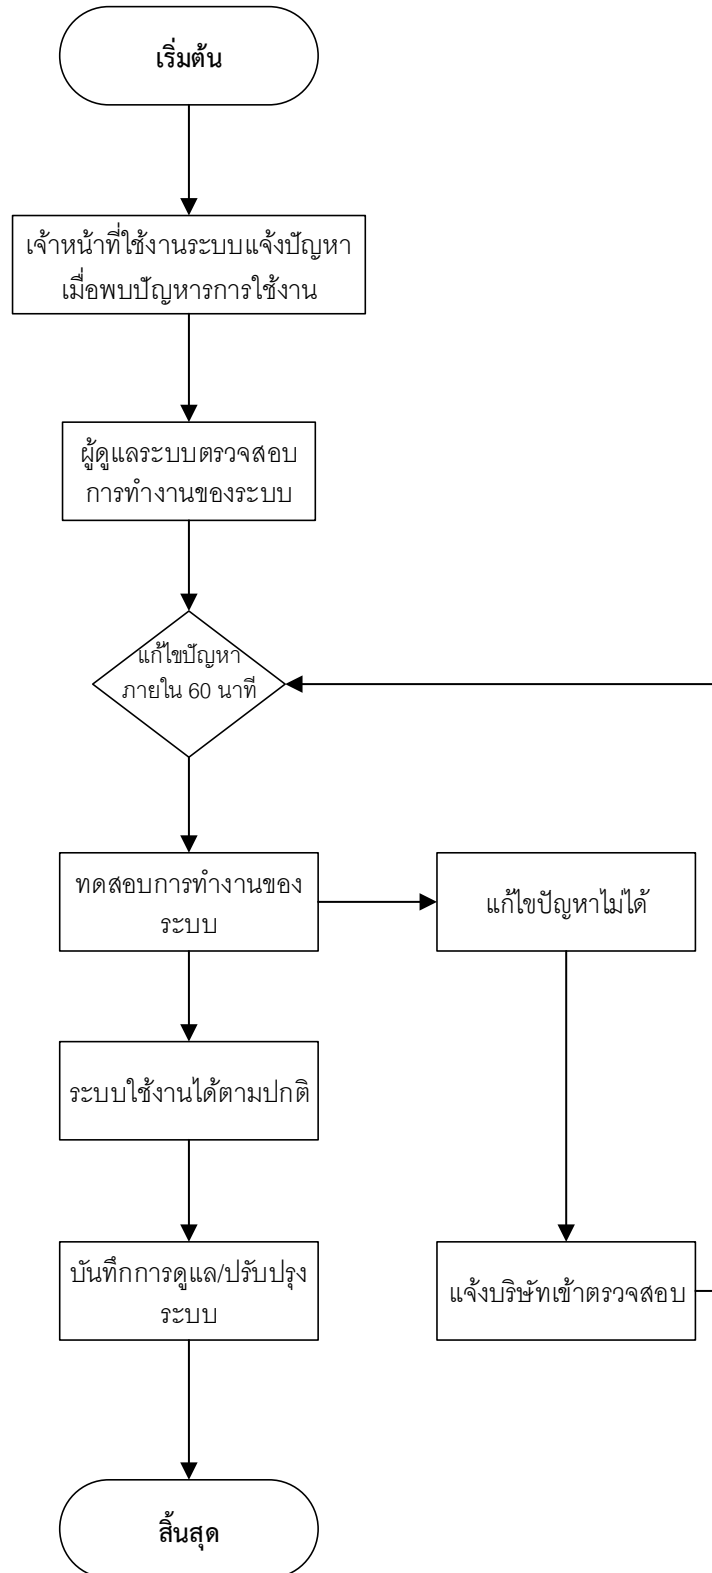 เริ่มต้น
เจ้าหน้าที่ใช้งานระบบแจ้งปัญหา
เมื่อพบปัญหารการใช้งาน
ผู้ดูแลระบบตรวจสอบ
การทำงานของระบบ
แก้ไขปัญหา
ภายใน 60 นาที
ทดสอบการทำงานของ
ระบบ
แก้ไขปัญหาไม่ได้
ระบบใช้งานได้ตามปกติ
บันทึกการดูแล/ปรับปรุง
ระบบ
แจ้งบริษัทเข้าตรวจสอบ
สิ้นสุด